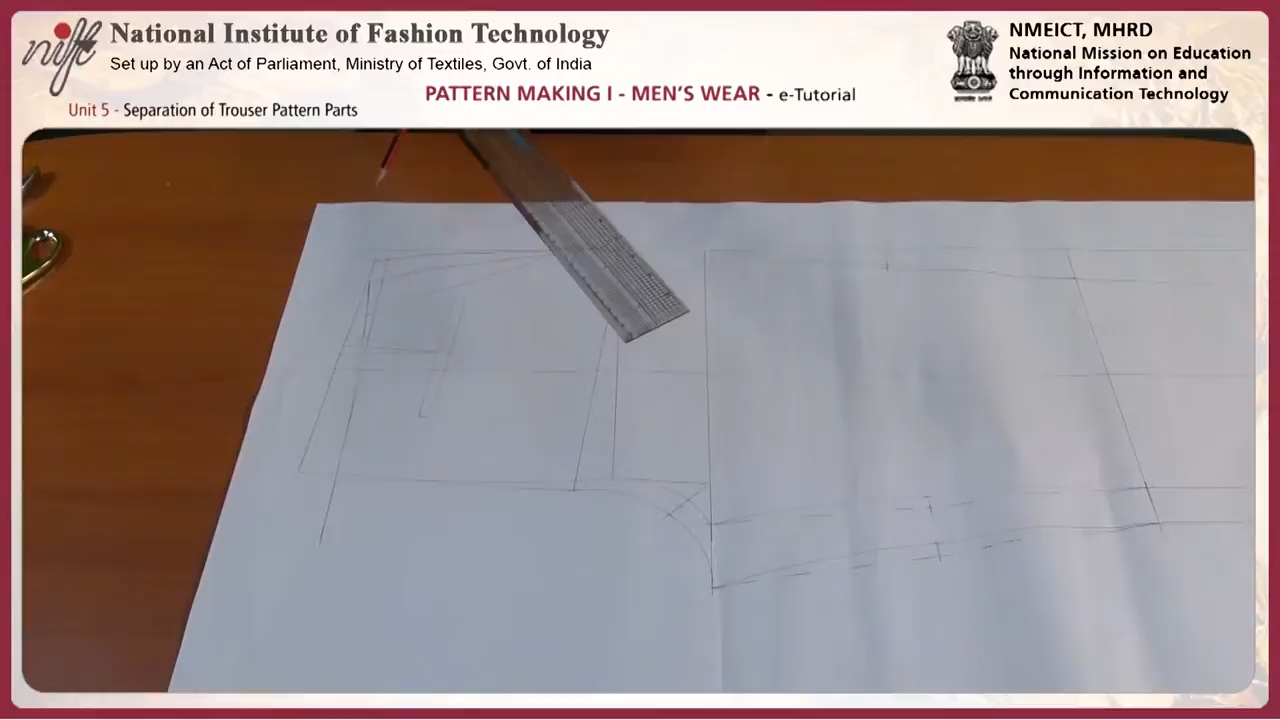 nift
National Institute of Fashion Technology
Set up by an Act of Parliament, Ministry of Textiles, Govt. of India
NMEICT, MHRD
National Mission on Education
through Information and
Communication Technology
PATTERN MAKING I - MEN'S WEAR - e-Tutorial
Unit 5 - Separation of Trouser Pattern Parts